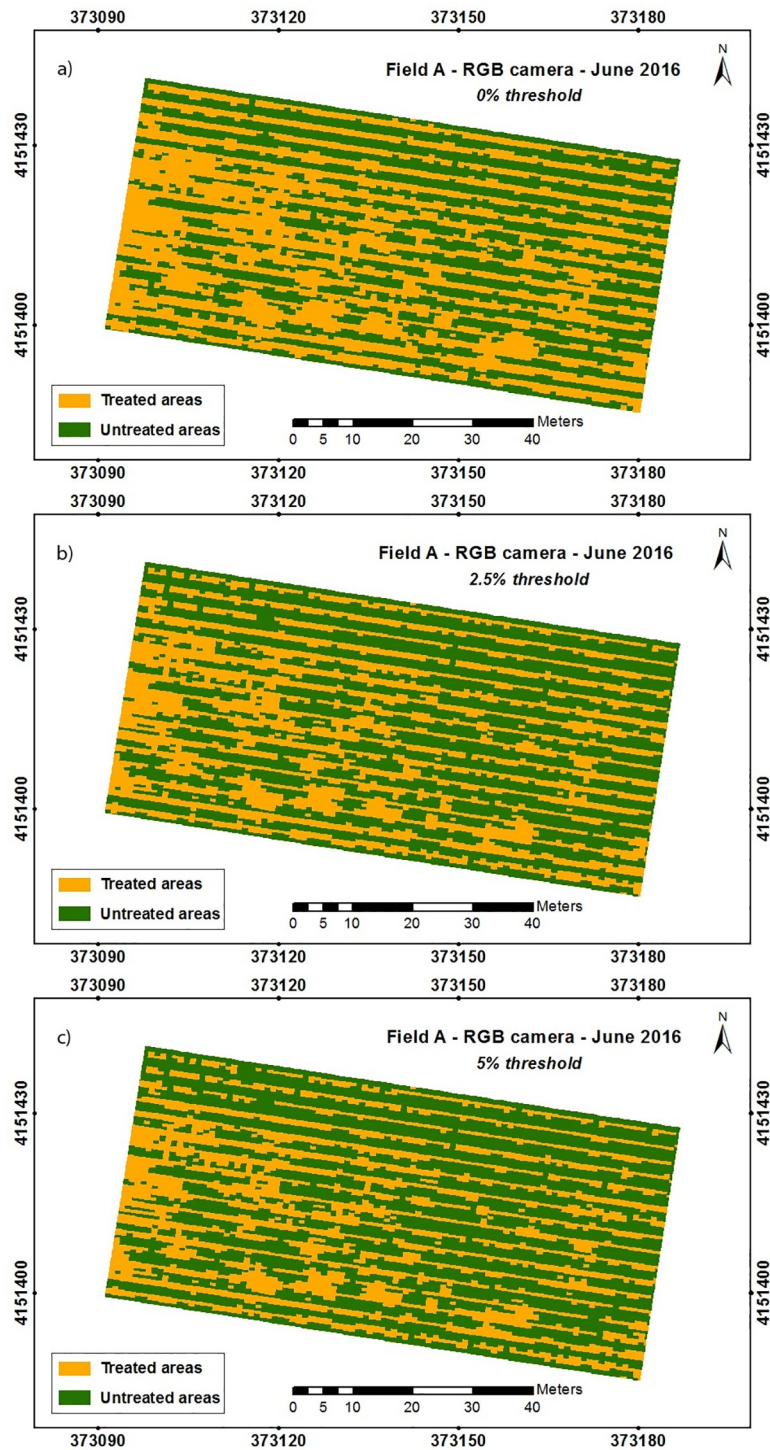 373090 373120 373150 373180
a)
Field A - RGB camera - June 2016
0% threshold
N
4151430 4151430
4151400 4151400
Treated areas
Untreated areas
Meters
0 5 10 20 30 40
373090 373120 373150 373180
373090 373120 373150 373180
b)
Field A - RGB camera - June 2016
2.5% threshold
N
4151430 4151430
4151400 4151400
Treated areas
Untreated areas
Meters
0 5 10 20 30 40
373090 373120 373150 373180
373090 373120 373150 373180
c)
Field A - RGB camera - June 2016
5% threshold
N
4151430 4151430
4151400 4151400
Treated areas
Untreated areas
Meters
0 5 10 20 30 40
373090 373120 373150 373180